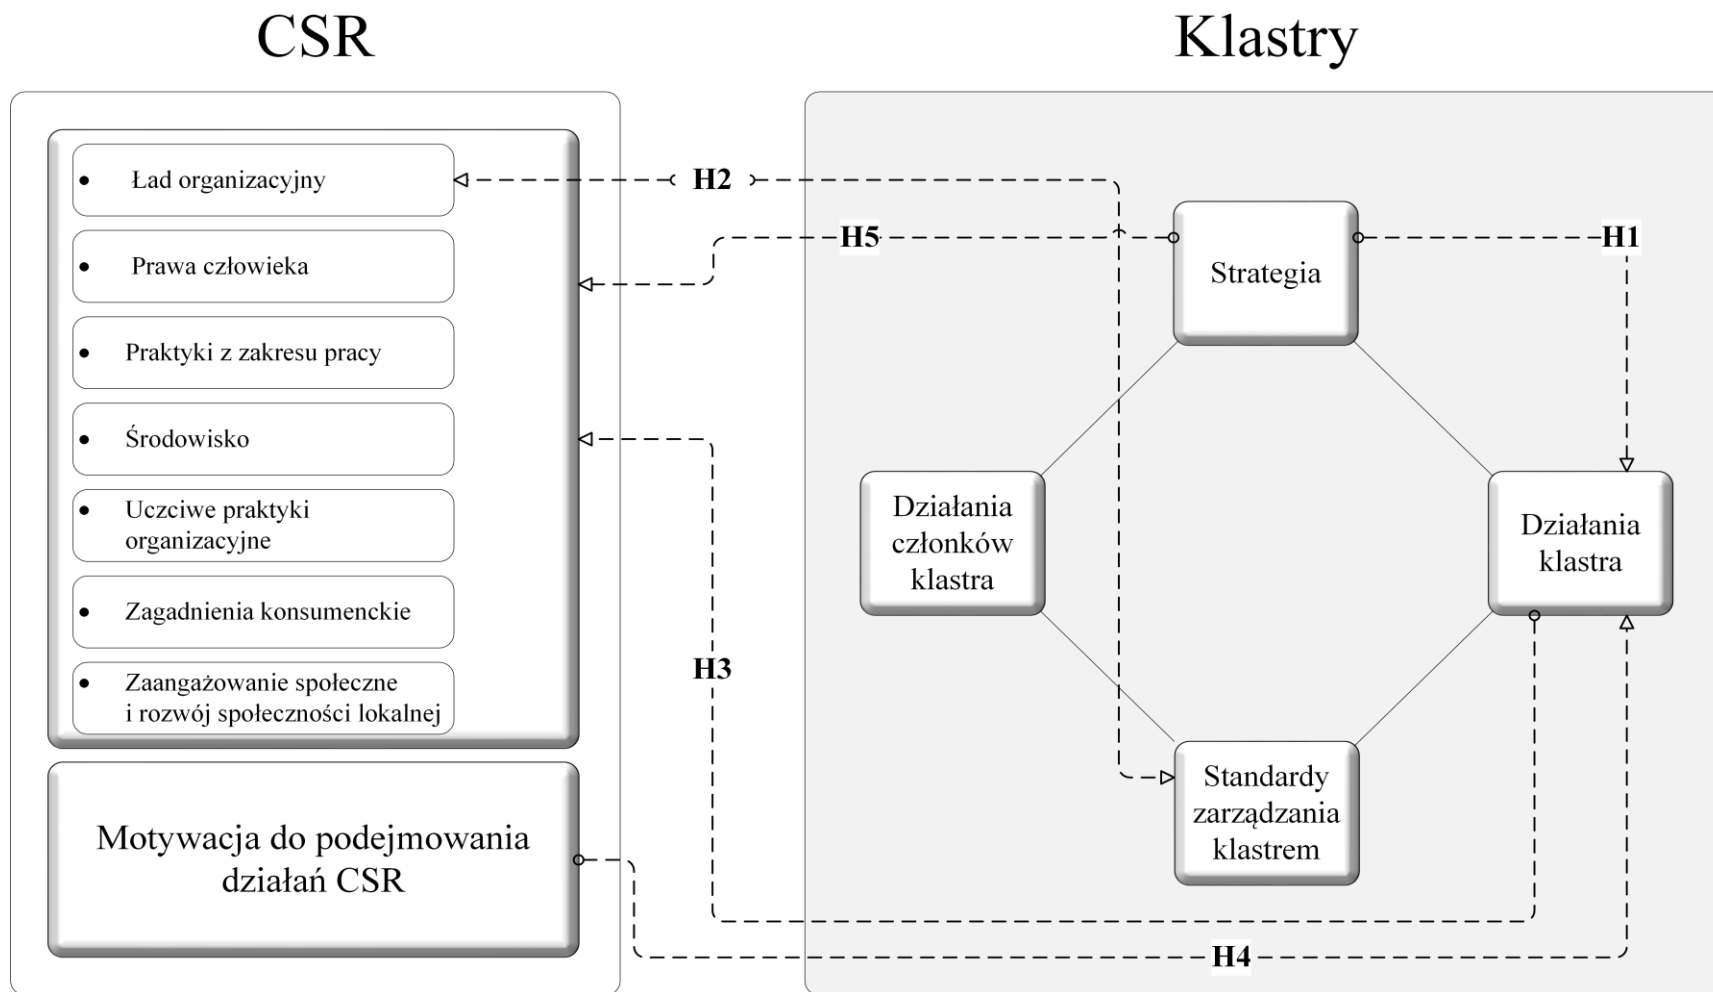 CSR
• Ład organizacyjny
• Prawa człowieka
• Praktyki z zakresu pracy
• Środowisko
• Uczciwe praktyki
organizacyjne
• Zagadnienia konsumenckie
• Zaangażowanie społeczne
i rozwój społeczności lokalnej
Motywacja do podejmowania
działań CSR
H2
H5
H3
H4
Klastry
Strategia
H1
Działania
członków
klastra
Działania
klastra
Standardy
zarządzania
klastrem